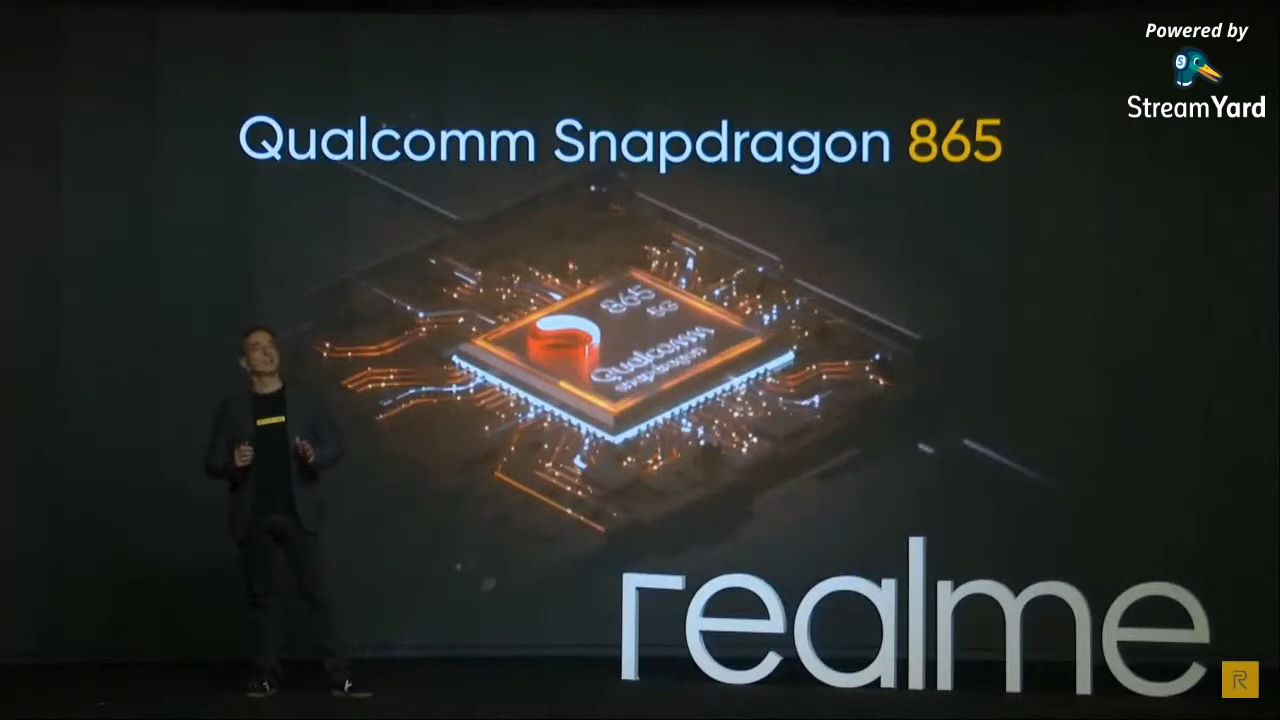 Powered by
StreamYard
Qualcomm Snapdragon 865
865
5G
Qualcomm
snapdragon
realme
R